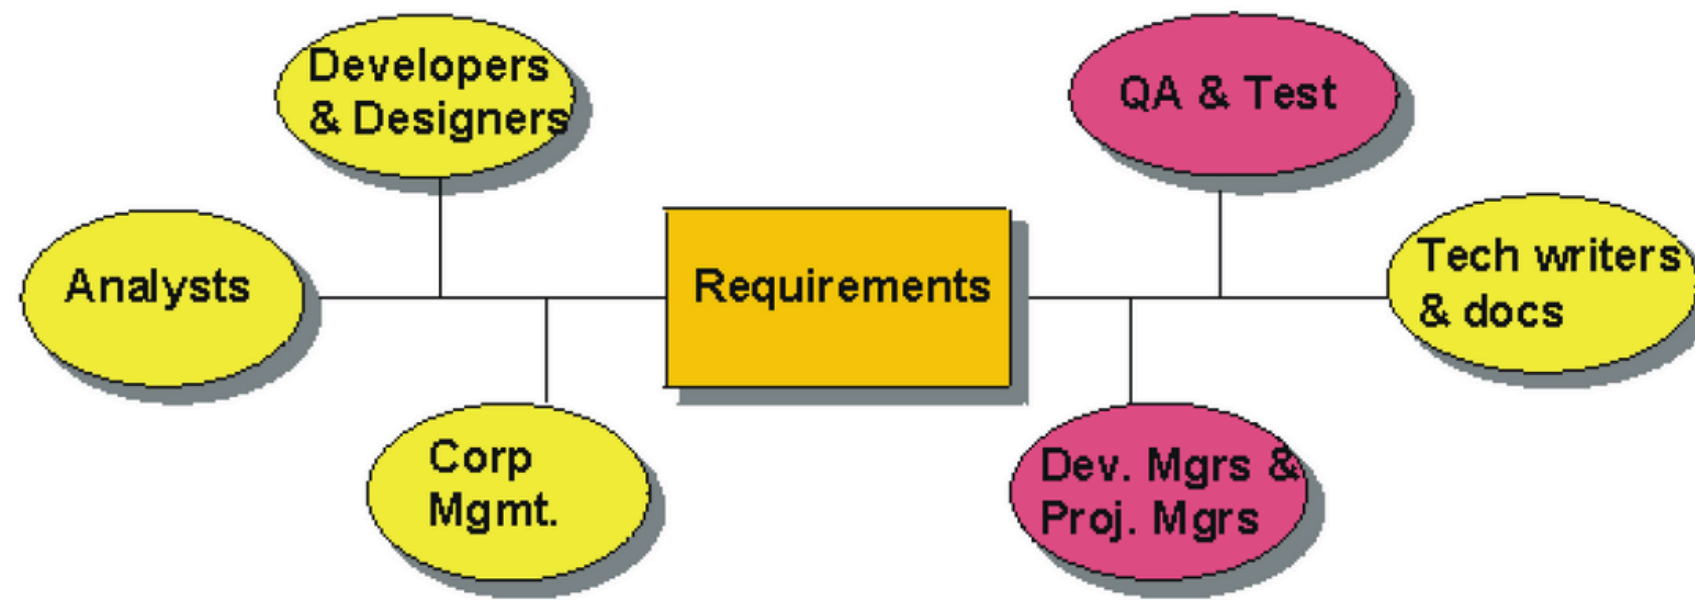 Developers
& Designers
QA & Test
Analysts
Requirements
Tech writers
& docs
Corp
Mgmt.
Dev. Mgrs &
Proj. Mgrs